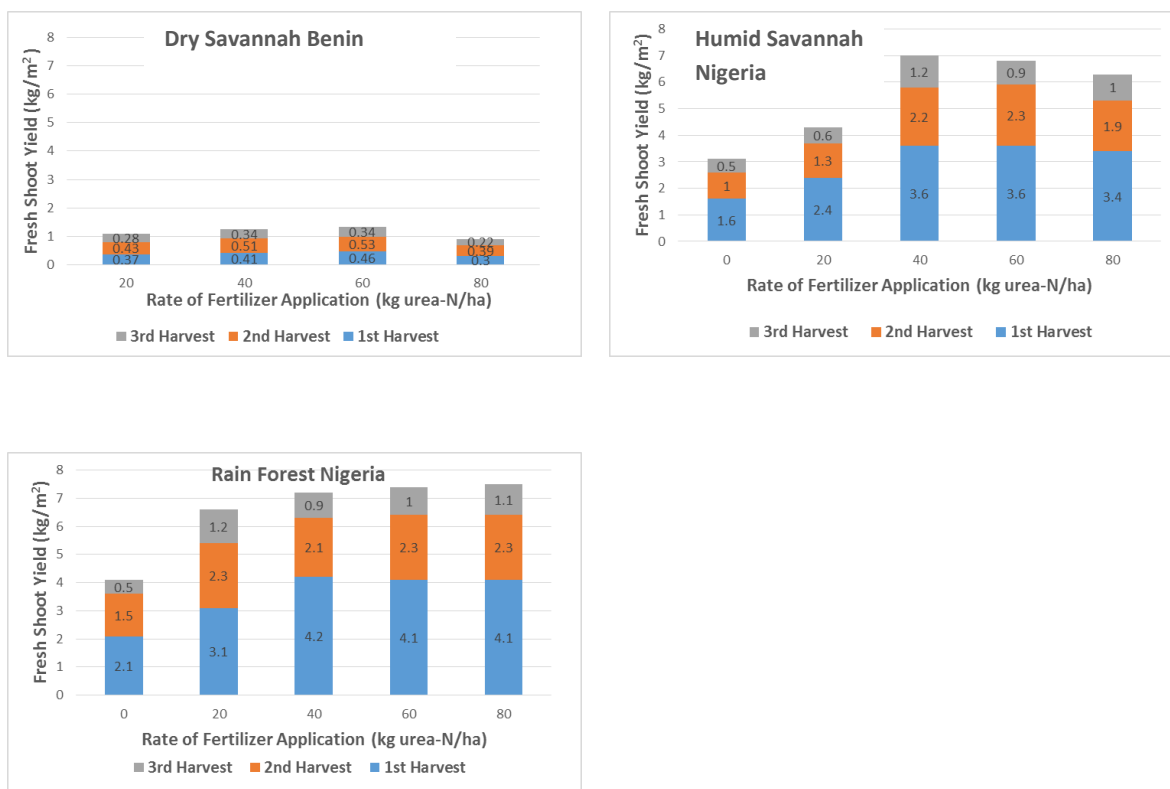 Dry Savannah Benin
Fresh Shoot Yield (kg/m²)
8
7
6
5
4
3
2
1
0
0.28 0.34 0.34 0.22
0.43 0.51 0.53 0.39
0.37 0.41 0.46 0.3
20 40 60 80
Rate of Fertilizer Application (kg urea-N/ha)
3rd Harvest 2nd Harvest 1st Harvest
Humid Savannah
Nigeria
Fresh Shoot Yield (kg/m²)
8
7
6
5
4
3
2
1
0
0.5 0.6 1.2 0.9 1
1 1.3 2.2 2.3 1.9
1.6 2.4 3.6 3.6 3.4
0 20 40 60 80
Rate of Fertilizer Application (kg urea-N/ha)
3rd Harvest 2nd Harvest 1st Harvest
Rain Forest Nigeria
Fresh Shoot Yield (kg/m²)
8
7
6
5
4
3
2
1
0
0.5 1.2 0.9 1 1.1
1.5 2.3 2.1 2.3 2.3
2.1 3.1 4.2 4.1 4.1
0 20 40 60 80
Rate of Fertilizer Application (kg urea-N/ha)
3rd Harvest 2nd Harvest 1st Harvest